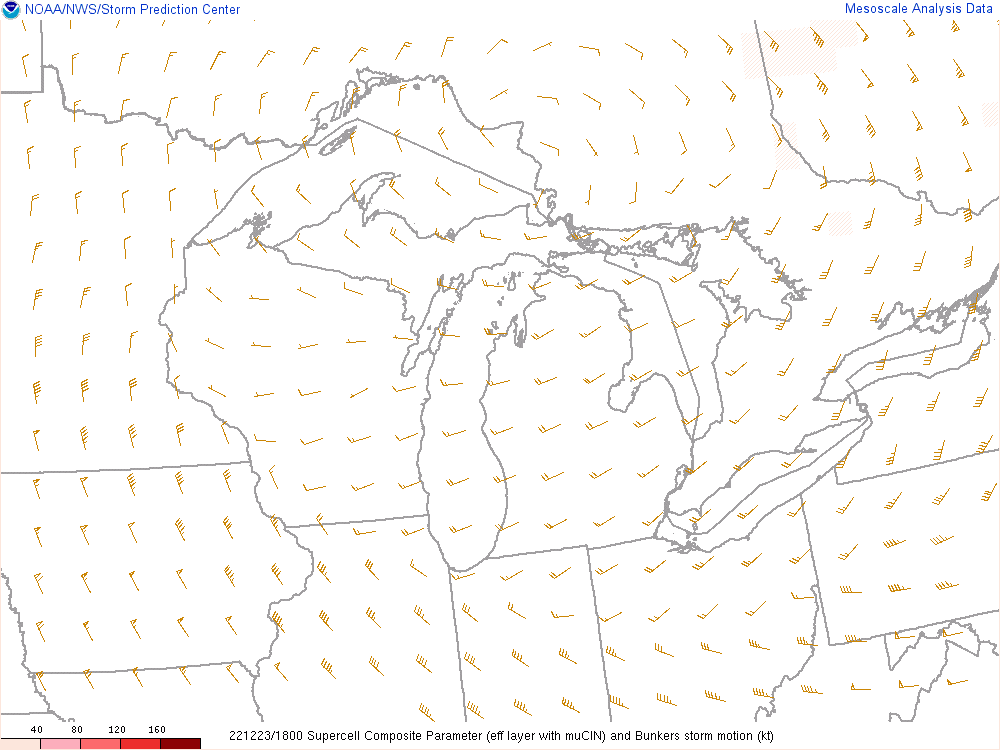 NOAA/NWS/Storm Prediction Center
Mesoscale Analysis Data
40 80 120 160
221223/1800 Supercell Composite Parameter (eff layer with muCIN) and Bunkers storm motion (kt)